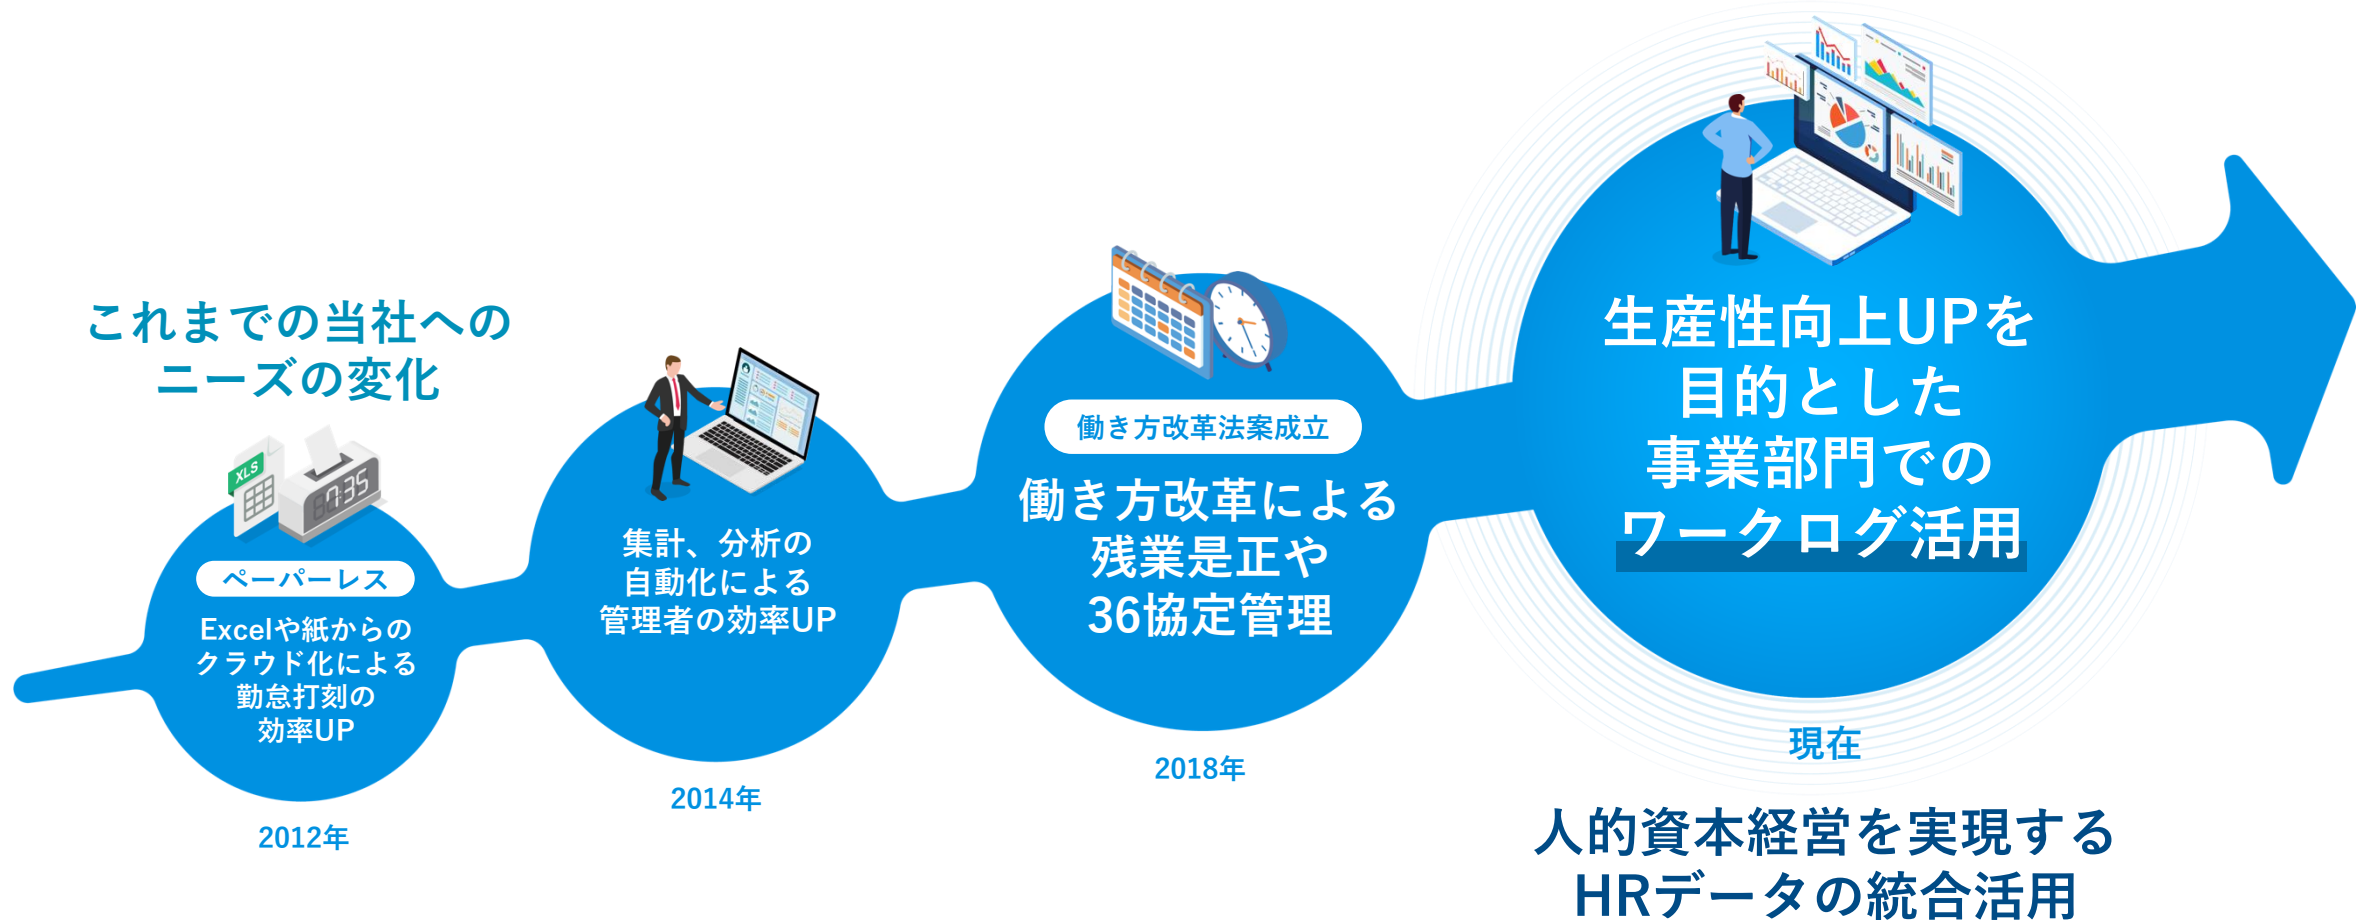 これまでの当社への
ニーズの変化
XLS
7:35
ペーパーレス
Excelや紙からの
クラウド化による
勤怠打刻の
効率UP
2012年
集計、分析の
自動化による
管理者の効率UP
2014年
働き方改革法案成立
働き方改革による
残業是正や
36協定管理
2018年
生産性向上UPを
目的とした
事業部門での
ワークログ活用
現在
人的資本経営を実現する
HRデータの統合活用